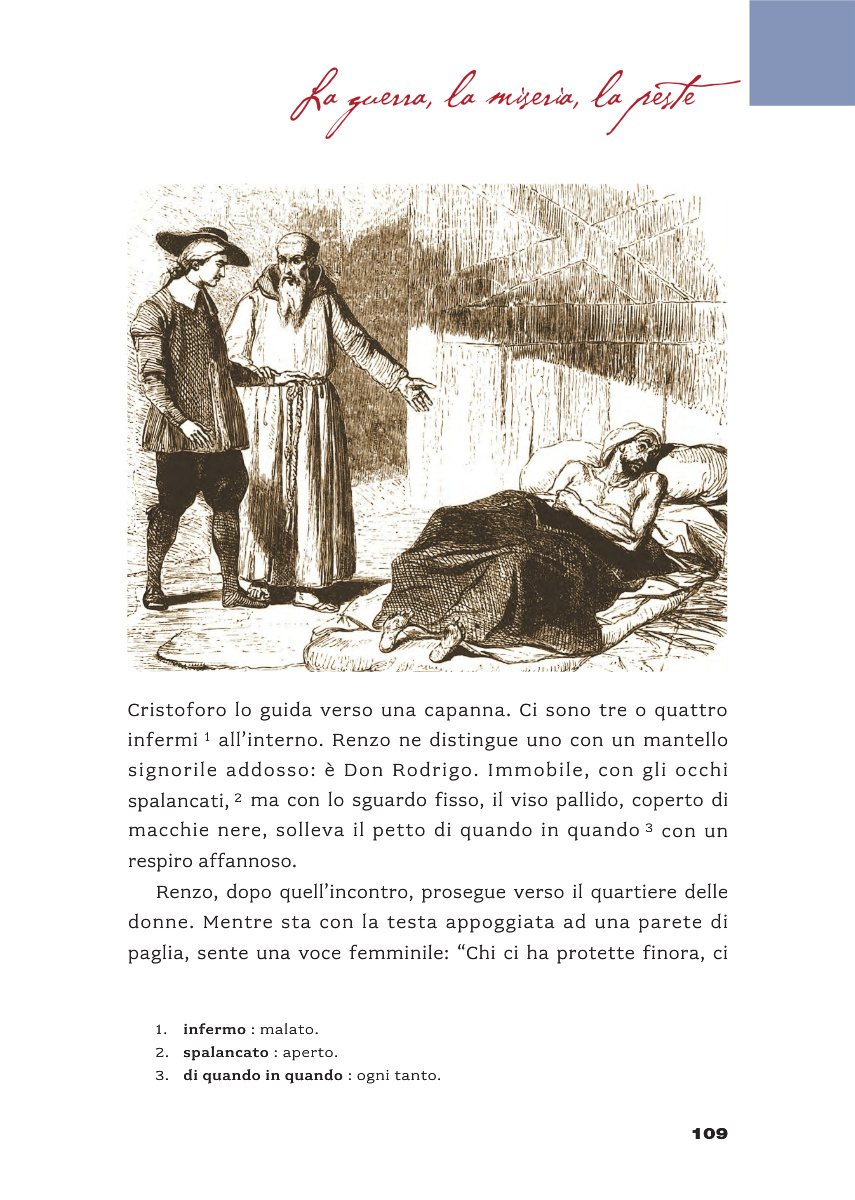 La guerra, la miseria, la peste
Cristoforo lo guida verso una capanna. Ci sono tre o quattro
infermi 1 all'interno. Renzo ne distingue uno con un mantello
signorile addosso: è Don Rodrigo. Immobile, con gli occhi
spalancati, 2 ma con lo sguardo fisso, il viso pallido, coperto di
macchie nere, solleva il petto di quando in quando 3 con un
respiro affannoso.
Renzo, dopo quell'incontro, prosegue verso il quartiere delle
donne. Mentre sta con la testa appoggiata ad una parete di
paglia, sente una voce femminile: “Chi ci ha protette finora, ci
1. infermo : malato.
2. spalancato : aperto.
3. di quando in quando : ogni tanto.
109